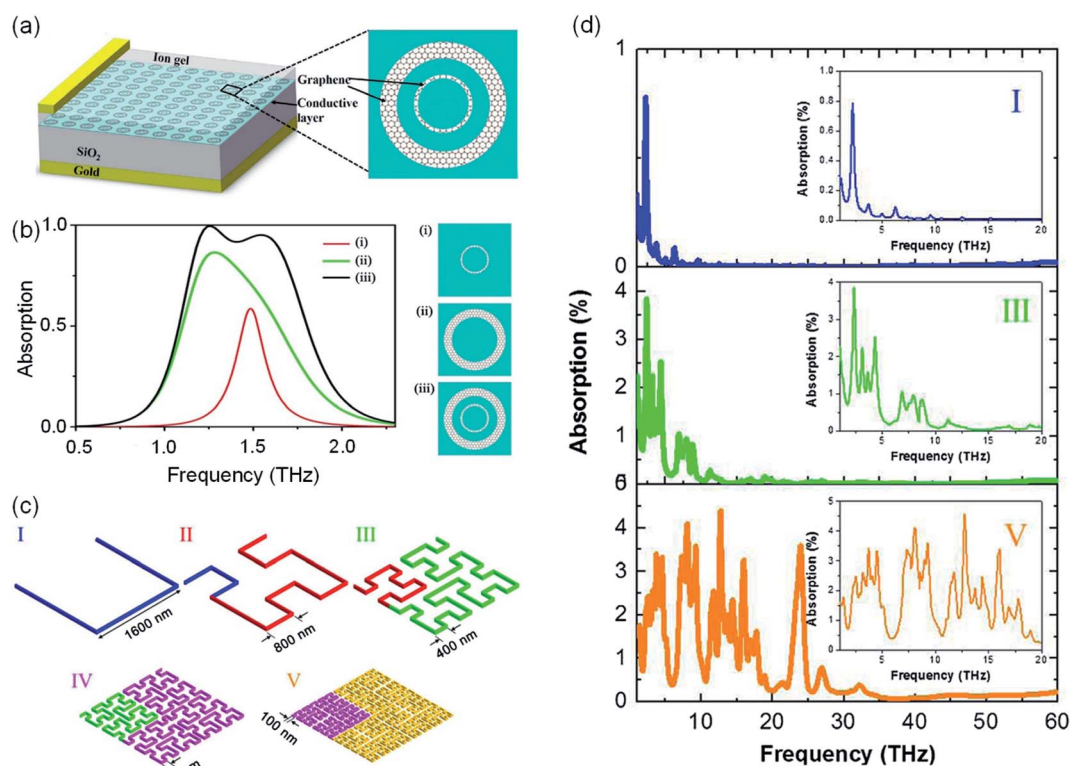 (a)
Ion gel
Graphene
Conductive
layer
SiO2
Gold
(b)
1.0
0.5
0.0
Absorption
0.5
1.0
1.5
2.0
Frequency (THz)
(i)
(ii)
(iii)
(i)
(ii)
(iii)
(c)
I
II
III
1600 nm
800 nm
400 nm
IV
V
100 nm
(d)
Absorption (%)
1
0
I
Absorption (%)
1.0
0.8
0.6
0.4
0.2
0.0
5
10
15
20
Frequency (THz)
5
4
3
2
1
0
III
Absorption (%)
4
3
2
1
0
5
10
15
20
Frequency (THz)
5
4
3
2
1
0
V
Absorption (%)
5
4
3
2
1
0
5
10
15
20
Frequency (THz)
10
20
30
40
50
60
Frequency (THz)